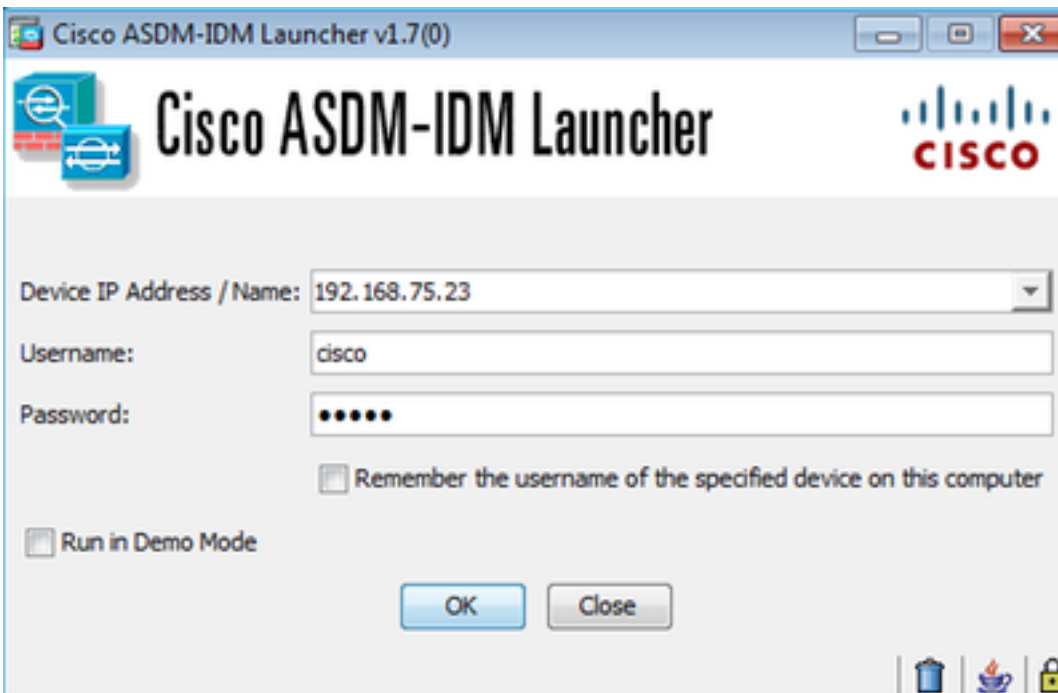 Cisco ASDM-IDM Launcher v1.7(0)
Cisco ASDM-IDM Launcher
CISCO
Device IP Address / Name: 192.168.75.23
Username: cisco
Password: •••••
Remember the username of the specified device on this computer
Run in Demo Mode
OK Close